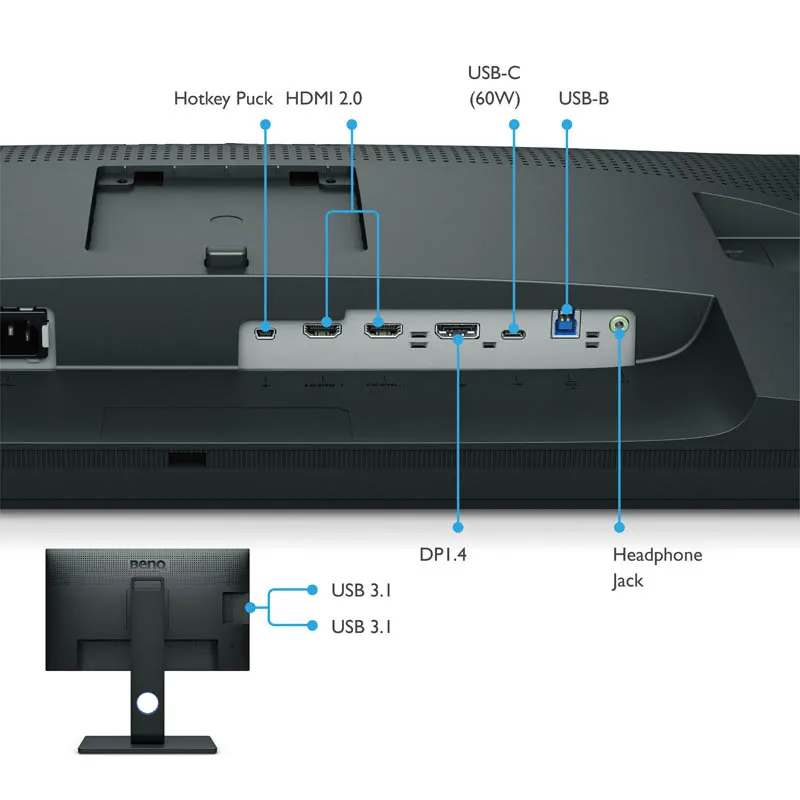 USB-C
Hotkey Puck HDMI 2.0 (60W) USB-B
DP1.4
Headphone
Jack
BenQ
USB 3.1
USB 3.1